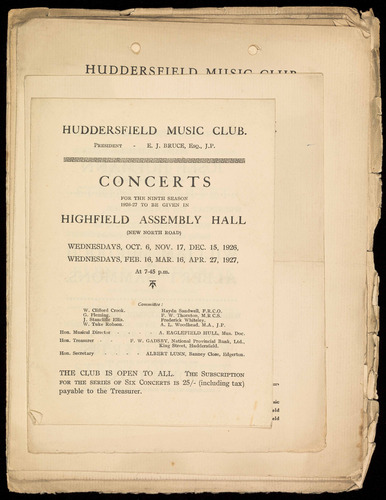 HUDDERSFIELD MUSIC CLUB
HUDDERSFIELD MUSIC CLUB.
PRESIDENT - E. J. BRUCE, ESQ., J.P.
CONCERTS
FOR THE NINTH SEASON
1926-27 TO BE GIVEN IN
HIGHFIELD ASSEMBLY HALL
(NEW NORTH ROAD)
WEDNESDAYS, OCT. 6, NOV. 17, DEC. 15, 1926,
WEDNESDAYS, FEB. 16, MAR. 16, APR. 27, 1927,
At 7-45 p.m.
Committee:
W. Clifford Crook. Haydn Sandwell, F.R.C.O.
G. Fleming. F. W. Thornton, M.R.C.S.
J. Stancliffe Ellis. Frederick Whiteley.
W. Tuke Robson. A. L. Woodhead, M.A., J.P.
Hon. Musical Director - A. EAGLEFIELD HULL, Mus. Doc.
Hon. Treasurer - F. W. GADREY, National Provincial Bank, Ltd.,
King Street, Huddersfield.
Hon. Secretary - ALBERT LUNN, Banney Close, Edgerton.
THE CLUB IS OPEN TO ALL. THE SUBSCRIPTION
FOR THE SERIES OF SIX CONCERTS IS 25/- (including tax)
payable to the Treasurer.